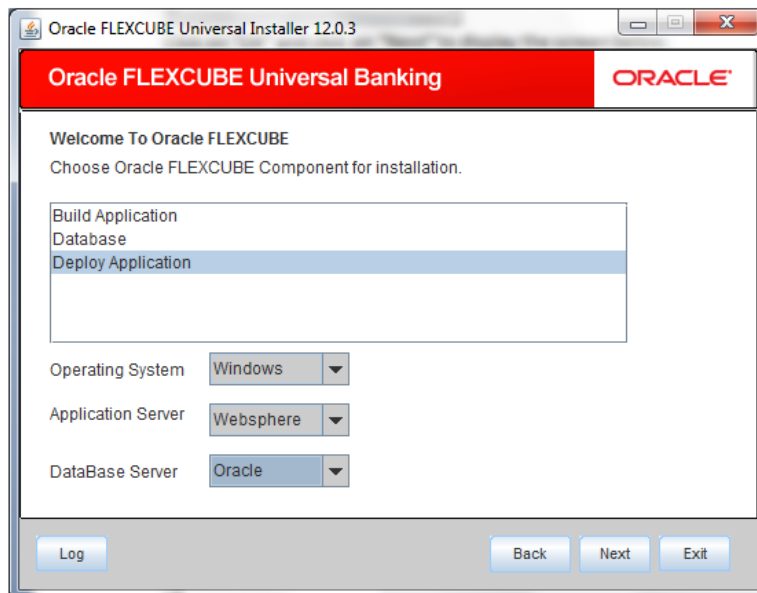 Oracle FLEXCUBE Universal Installer 12.0.3
Oracle FLEXCUBE Universal Banking
ORACLE
Welcome To Oracle FLEXCUBE
Choose Oracle FLEXCUBE Component for installation.
Build Application
Database
Deploy Application
Operating System Windows
Application Server Websphere
DataBase Server Oracle
Log Back Next Exit